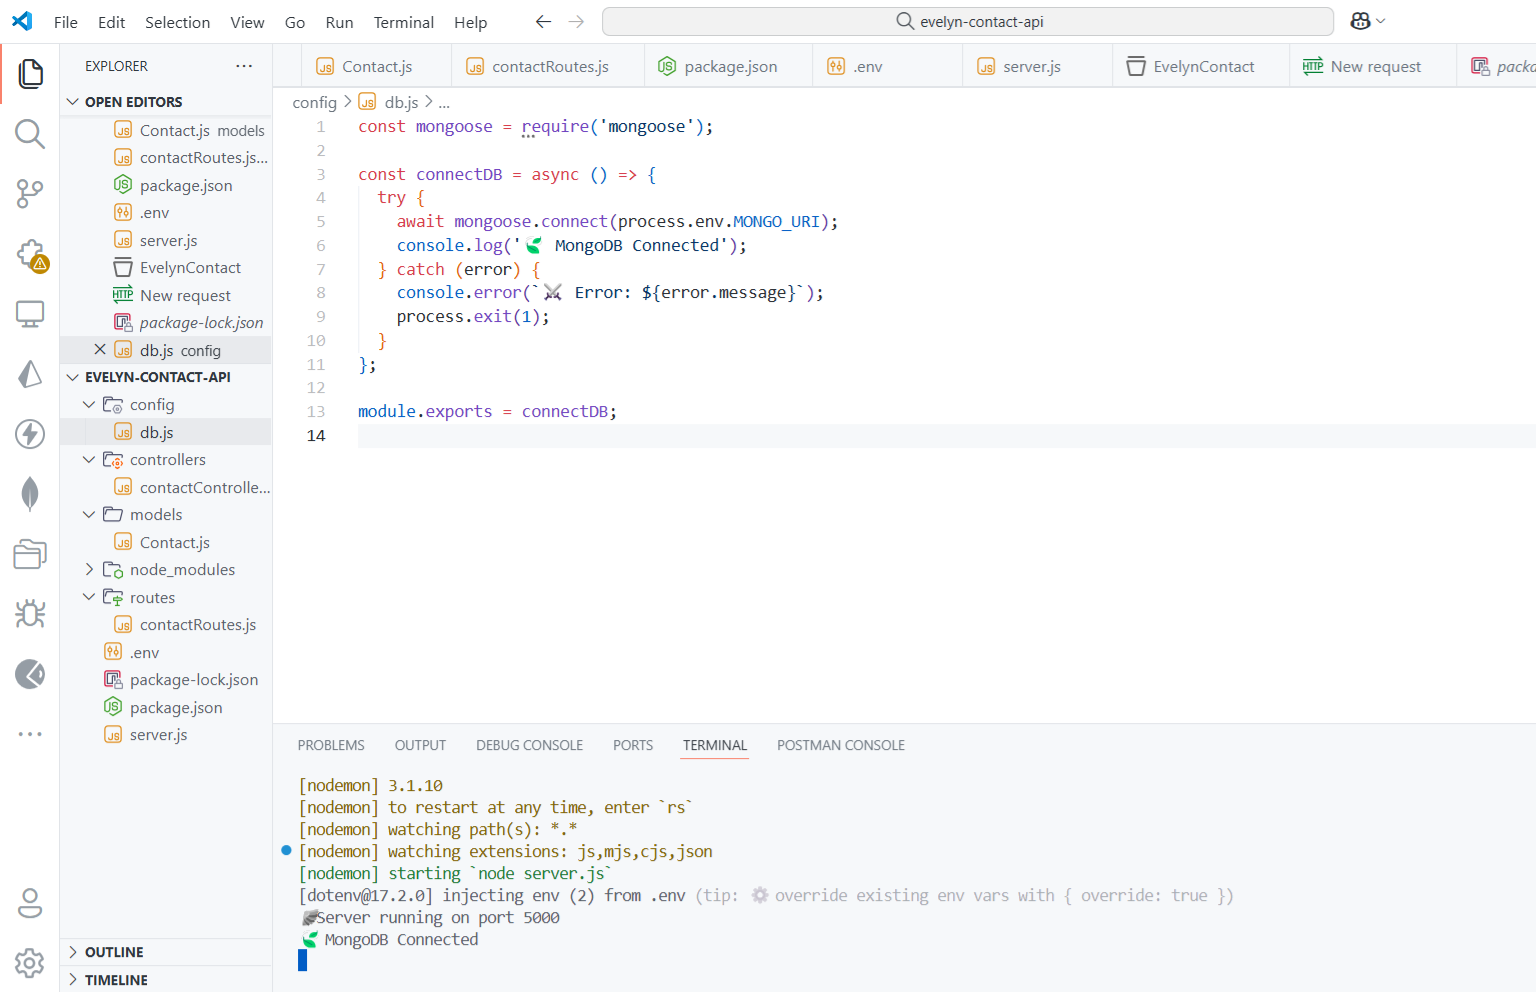 File Edit Selection View Go Run Terminal Help
evelyn-contact-api
EXPLORER
OPEN EDITORS
Contact.js models
contactRoutes.js...
package.json
.env
server.js
EvelynContact
HTTP New request
package-lock.json
db.js config
EVELYN-CONTACT-API
config
db.js
controllers
contactControlle...
models
Contact.js
node_modules
routes
contactRoutes.js
.env
package-lock.json
package.json
server.js
OUTLINE
TIMELINE
Contact.js contactRoutes.js package.json .env server.js EvelynContact HTTP New request packa
config > db.js > ...
1 const mongoose = require('mongoose');
2
3 const connectDB = async () => {
4 try {
5 await mongoose.connect(process.env.MONGO_URI);
6 console.log('🍃 MongoDB Connected');
7 } catch (error) {
8 console.error(`⚔️ Error: ${error.message}`);
9 process.exit(1);
10 }
11 };
12
13 module.exports = connectDB;
14
PROBLEMS OUTPUT DEBUG CONSOLE PORTS TERMINAL POSTMAN CONSOLE
[nodemon] 3.1.10
[nodemon] to restart at any time, enter `rs`
[nodemon] watching path(s): *.*
[nodemon] watching extensions: js,mjs,cjs,json
[nodemon] starting `node server.js`
[dotenv@17.2.0] injecting env (2) from .env (tip: ⚙️ override existing env vars with { override: true })
Server running on port 5000
🍃 MongoDB Connected